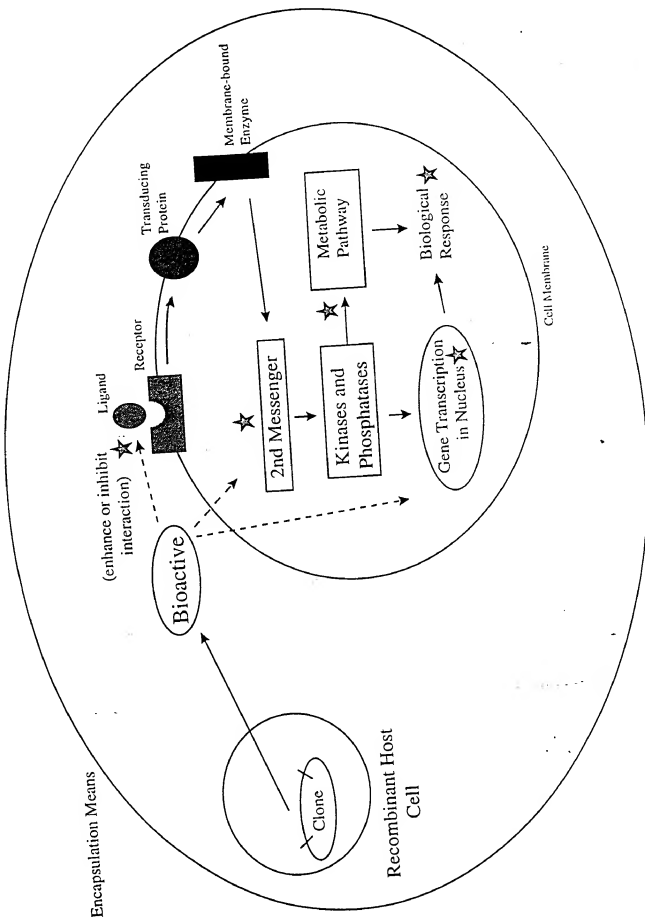 Encapsulation Means
(enhance or inhibit
interaction)
Ligand
Receptor
Transducing
Protein
Membrane-bound
Enzyme
Bioactive
2nd Messenger
Kinases and
Phosphatases
Metabolic
Pathway
Gene Transcription
in Nucleus
Biological
Response
Cell Membrane
Clone
Recombinant Host
Cell